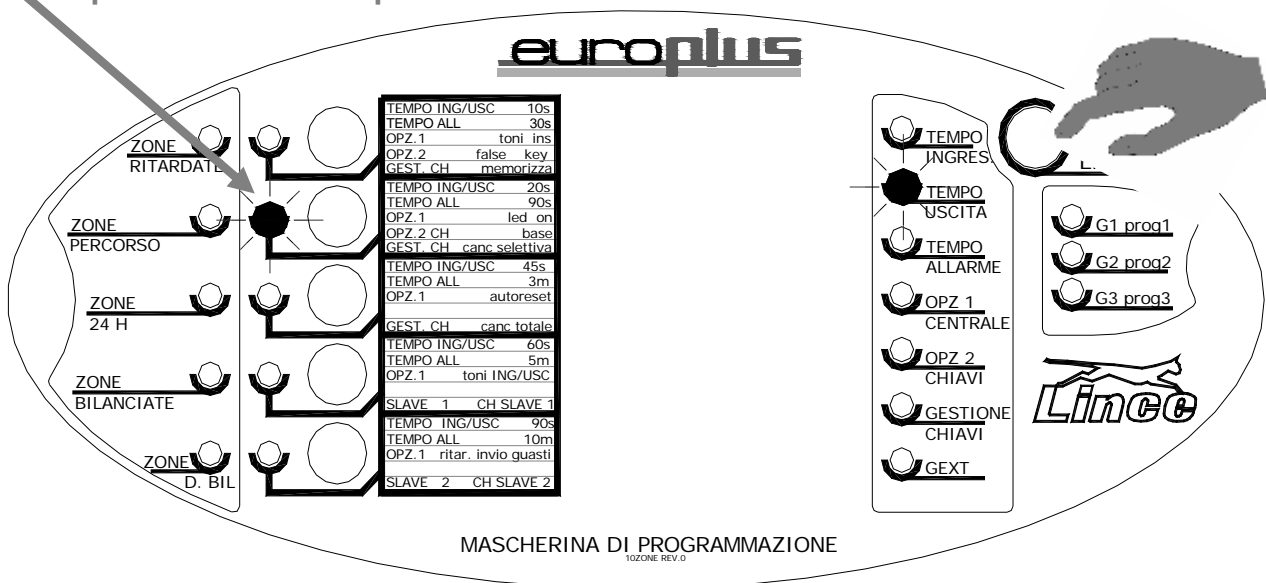 europlus
ZONE
RITARDATE
ZONE
PERCORSO
ZONE
24 H
ZONE
BILANCIATE
ZONE
D. BIL
TEMPO ING/USC 10s
TEMPO ALL 30s
OPZ.1 toni ins
OPZ.2 false key
GEST. CH memorizza
TEMPO ING/USC 20s
TEMPO ALL 90s
OPZ.1 led on
OPZ.2 CH base
GEST. CH canc selettiva
TEMPO ING/USC 45s
TEMPO ALL 3m
OPZ.1 autoreset
GEST. CH canc totale
TEMPO ING/USC 60s
TEMPO ALL 5m
OPZ.1 toni ING/USC
SLAVE 1 CH SLAVE 1
TEMPO ING/USC 90s
TEMPO ALL 10m
OPZ.1 ritar. invio guasti
SLAVE 2 CH SLAVE 2
TEMPO
INGRES.
TEMPO
USCITA
TEMPO
ALLARME
OPZ 1
CENTRALE
OPZ 2
CHIAVI
GESTIONE
CHIAVI
GEXT
G1 prog1
G2 prog2
G3 prog3
Lince
MASCHERINA DI PROGRAMMAZIONE
10ZONE REV.0